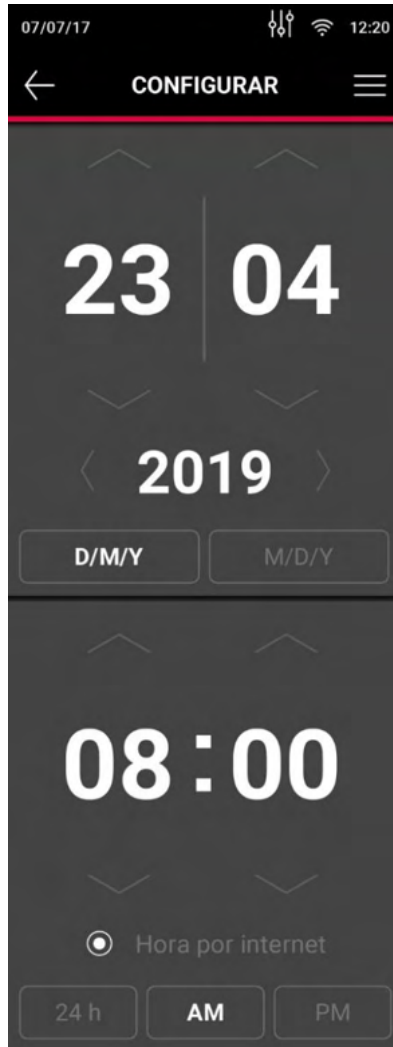 07/07/17 12:20
CONFIGURAR
23 04
2019
D/M/Y M/D/Y
08:00
Hora por internet
24 h AM PM